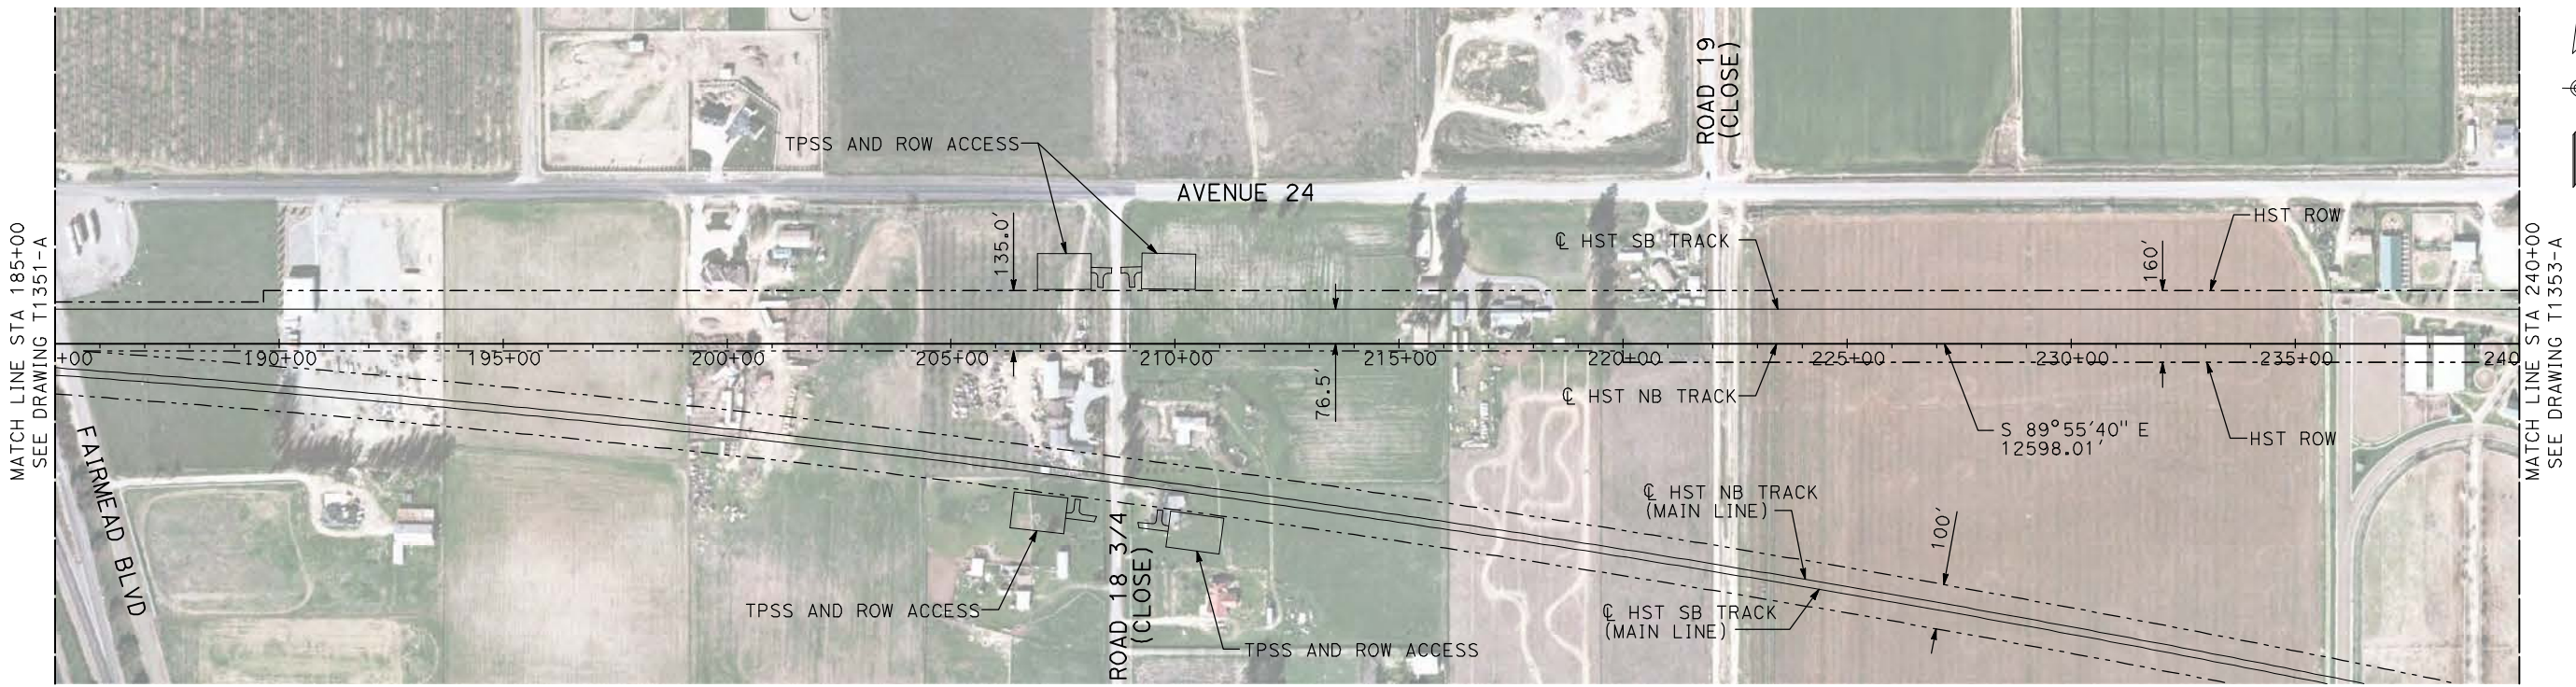 MATCH LINE STA 185+00
SEE DRAWING T1351-A
TPSS AND ROW ACCESS
AVENUE 24
ROAD 19
(CLOSE)
135.0'
℄ HST SB TRACK
HST ROW
160'
+00 190+00 195+00 200+00 205+00 210+00 215+00 220+00 225+00 230+00 235+00 240
76.5'
℄ HST NB TRACK
S 89°55'40" E
12598.01'
HST ROW
FAIRMEAD BLVD
℄ HST NB TRACK
(MAIN LINE)
100'
ROAD 18 3/4
(CLOSE)
TPSS AND ROW ACCESS
℄ HST SB TRACK
(MAIN LINE)
TPSS AND ROW ACCESS
MATCH LINE STA 240+00
SEE DRAWING T1353-A